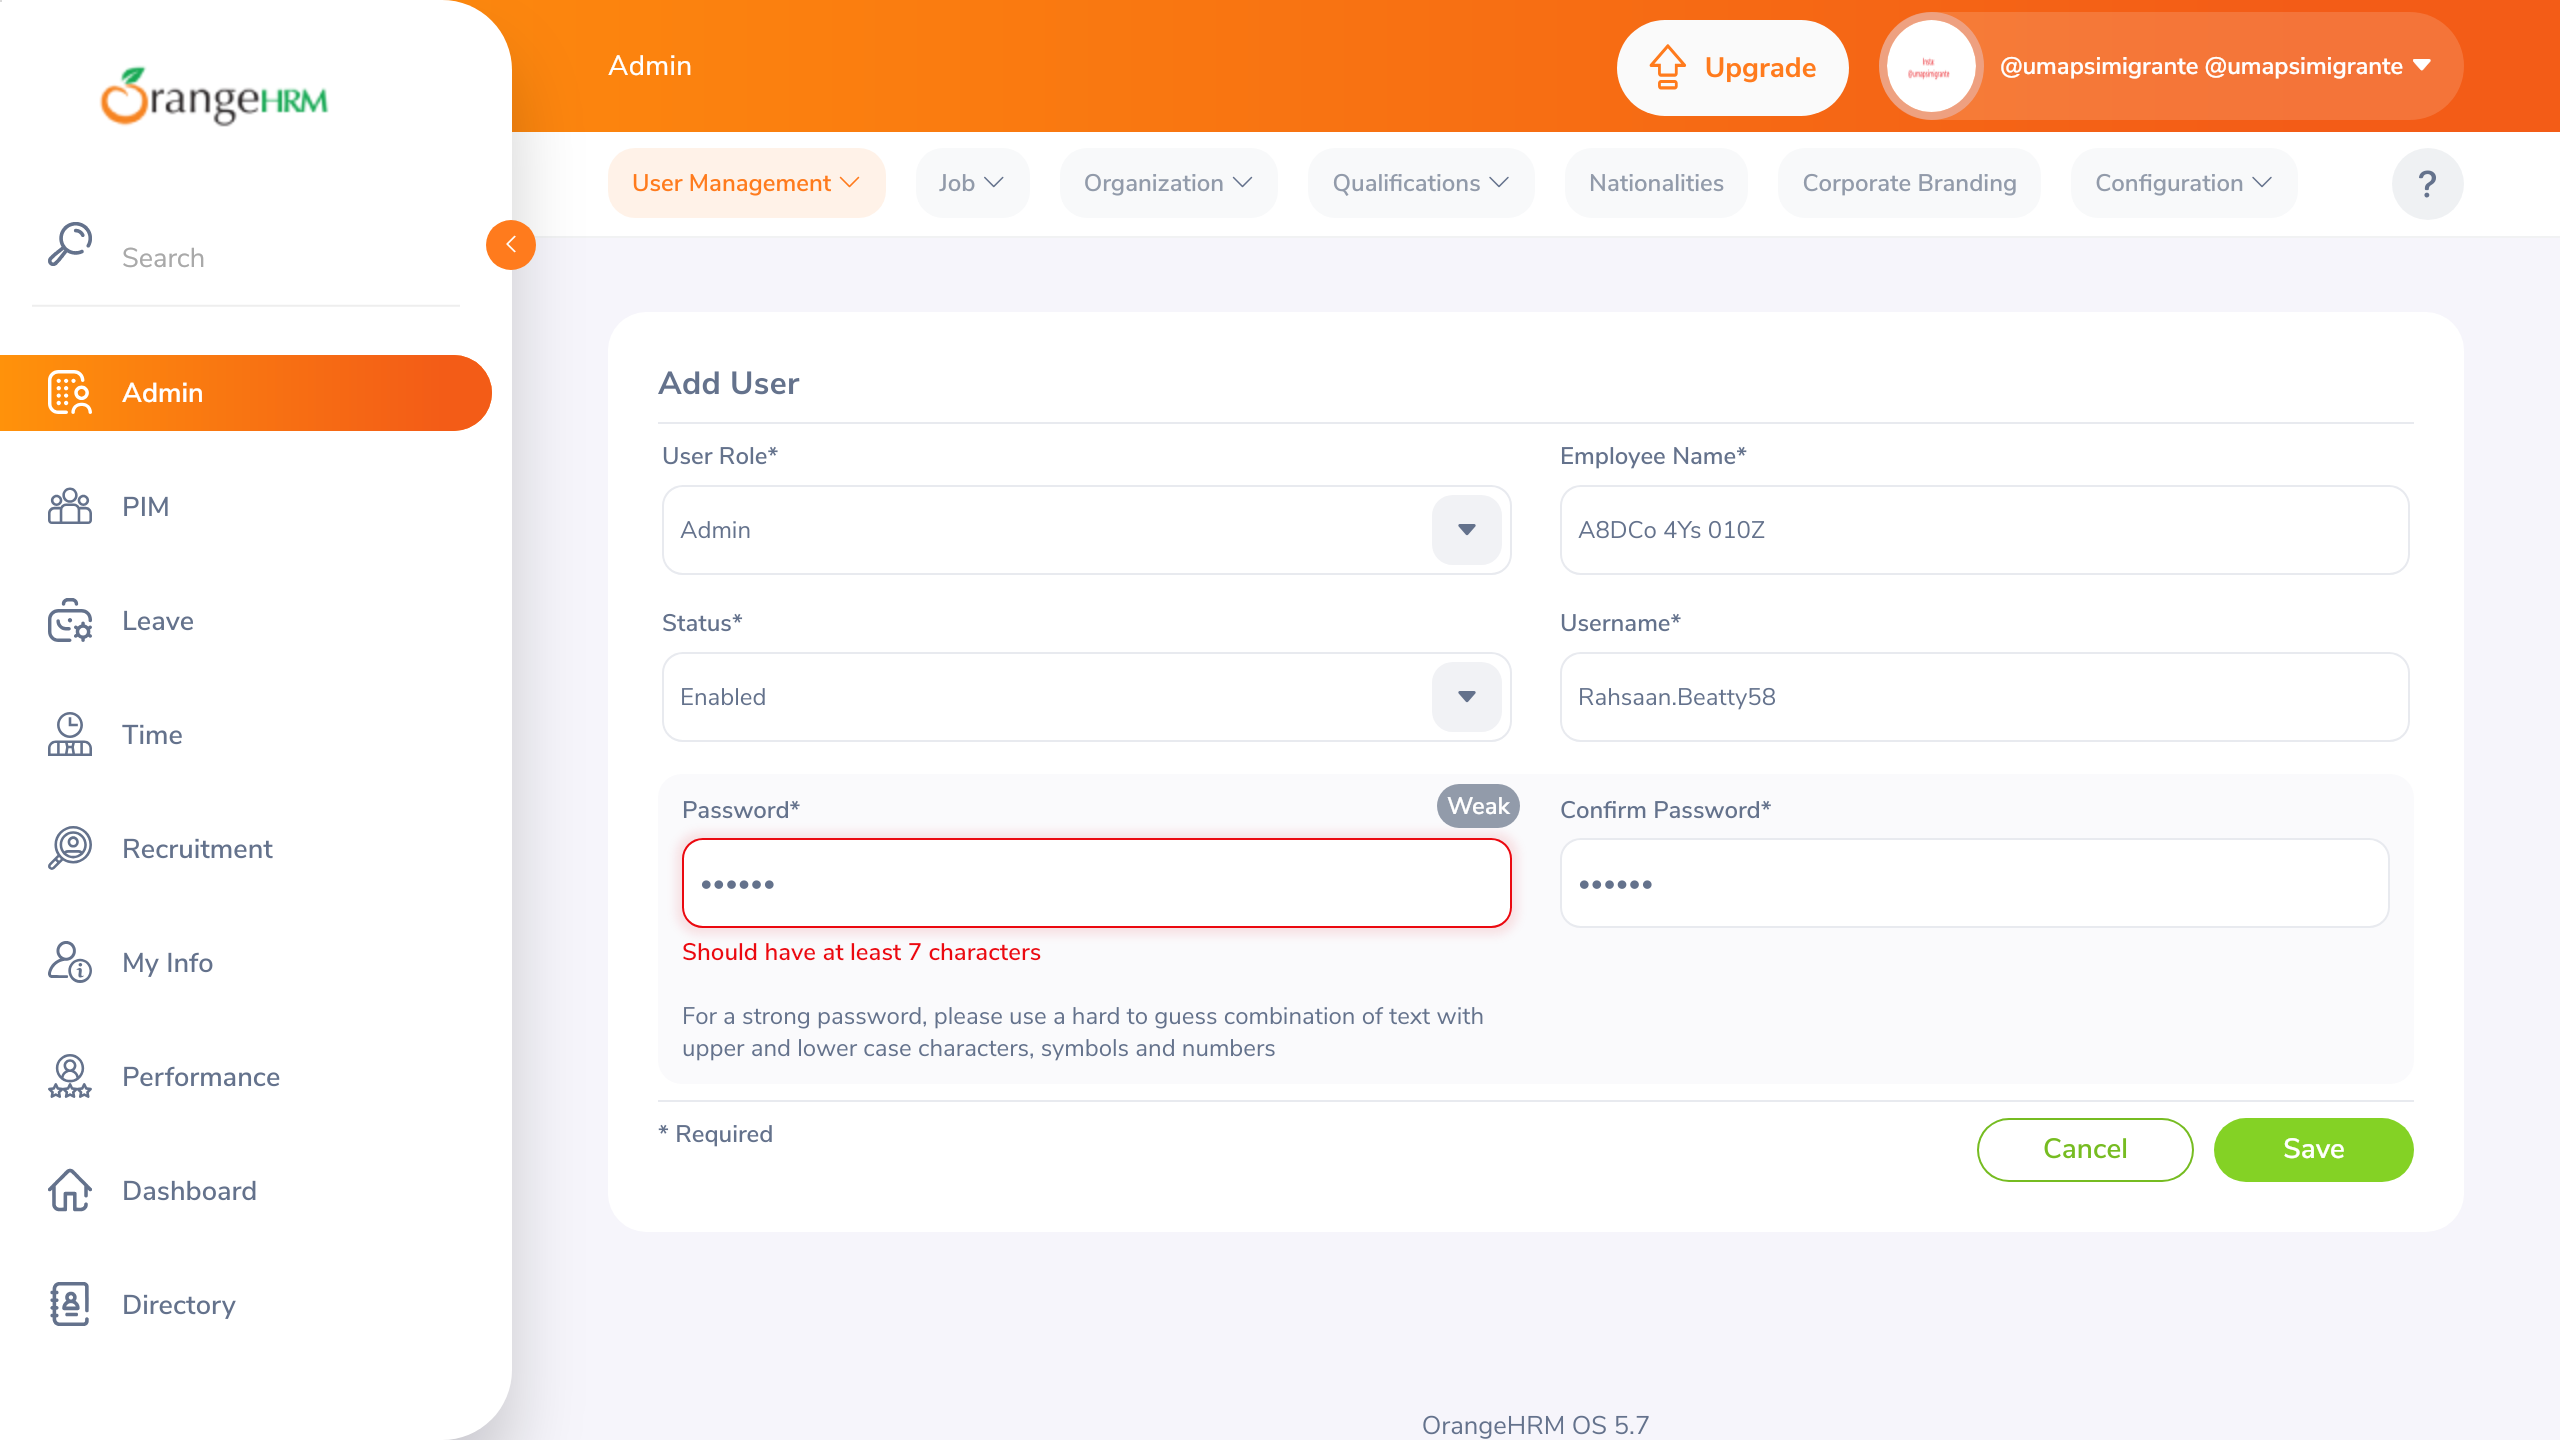 OrangeHRM
Admin
Upgrade
Insta
@umapsimigrante
@umapsimigrante @umapsimigrante
User Management
Job
Organization
Qualifications
Nationalities
Corporate Branding
Configuration
?
Search
Admin
PIM
Leave
Time
Recruitment
My Info
Performance
Dashboard
Directory
Add User
User Role*
Employee Name*
Admin
A8DCo 4Ys 010Z
Status*
Username*
Enabled
Rahsaan.Beatty58
Password*
Weak
Confirm Password*
••••••
••••••
Should have at least 7 characters
For a strong password, please use a hard to guess combination of text with
upper and lower case characters, symbols and numbers
* Required
Cancel
Save
OrangeHRM OS 5.7